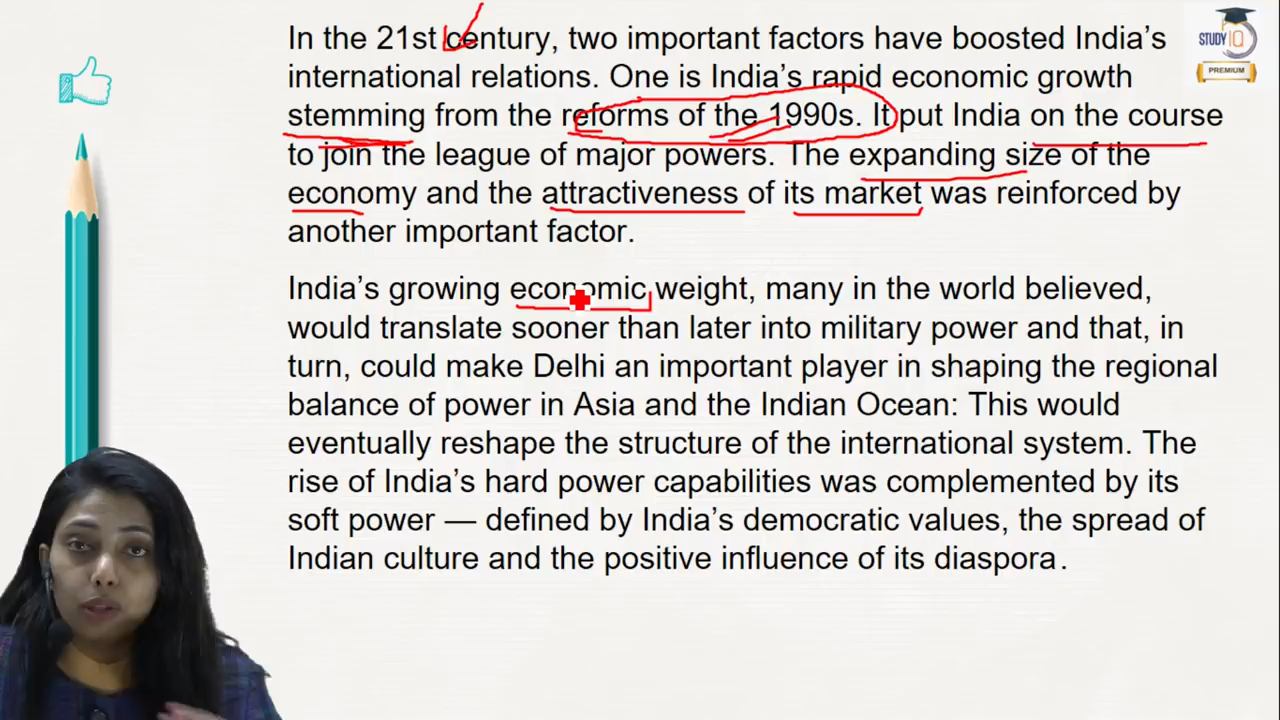 In the 21st century, two important factors have boosted India's
international relations. One is India's rapid economic growth
stemming from the reforms of the 1990s. It put India on the course
to join the league of major powers. The expanding size of the
economy and the attractiveness of its market was reinforced by
another important factor.
India's growing economic weight, many in the world believed,
would translate sooner than later into military power and that, in
turn, could make Delhi an important player in shaping the regional
balance of power in Asia and the Indian Ocean: This would
eventually reshape the structure of the international system. The
rise of India's hard power capabilities was complemented by its
soft power — defined by India's democratic values, the spread of
Indian culture and the positive influence of its diaspora.
STUDY IQ
PREMIUM